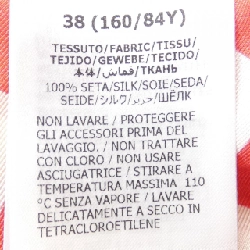 38 (160/84Y)
TESSUTO/FABRIC/TISSU/
TEJIDO/GEWEBE/TECIDO/
本体/قماش/ТКАНЬ
100% SETA/SILK/SOIE/SEDA/
SEIDE/シルク/حرير/ШЁЛК
NON LAVARE / PROTEGGERE
GLI ACCESSORI PRIMA DEL
LAVAGGIO. / NON TRATTARE
CON CLORO / NON USARE
ASCIUGATRICE / STIRARE A
TEMPERATURA MASSIMA 110
°C SENZA VAPORE / LAVARE
DELICATAMENTE A SECCO IN
TETRACLOROETILENE